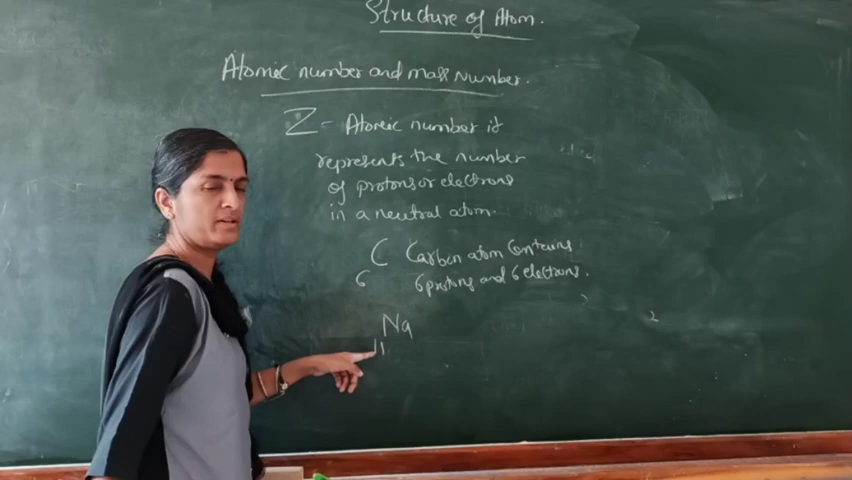 Structure of Atom.
Atomic number and mass Number.
Z - Atomic number it
represents the number
of protons or electrons
in a neutral atom.
C Carbon atom Contains
6 6 protons and 6 electrons.
Na
11